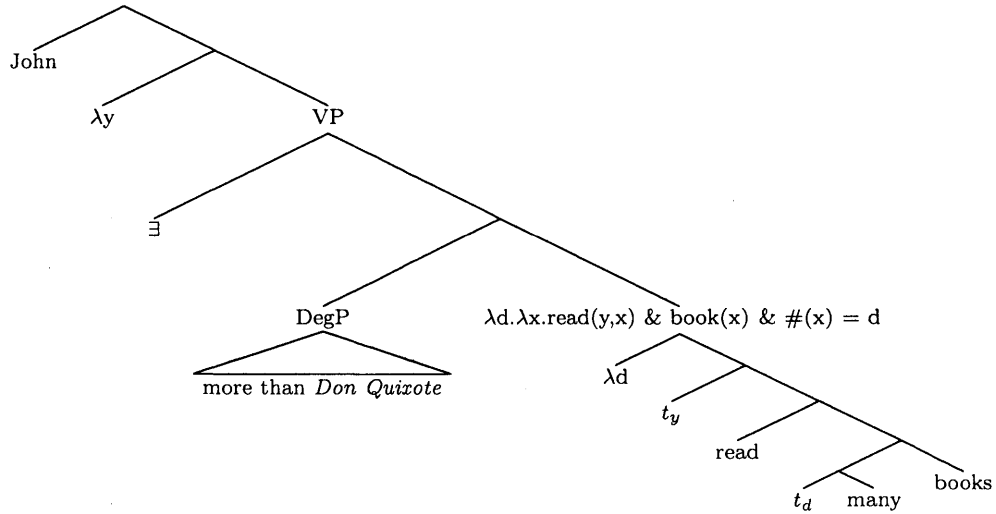 John
λy
VP
∃
DegP
λd.λx.read(y,x) & book(x) & #(x) = d
more than Don Quixote
λd
t_y
read
t_d
many
books